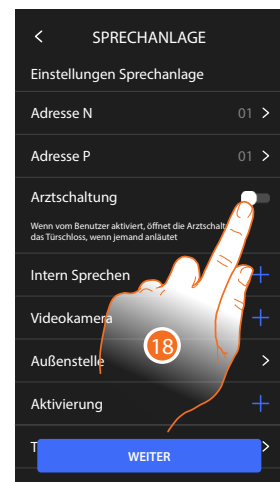 SPRECHANLAGE
Einstellungen Sprechanlage
Adresse N 01
Adresse P 01
Arztschaltung
Wenn vom Benutzer aktiviert, öffnet die Arztschalt
das Türschloss, wenn jemand anläutet
Intern Sprechen
Videokamera
18
Außenstelle
Aktivierung
T
WEITER